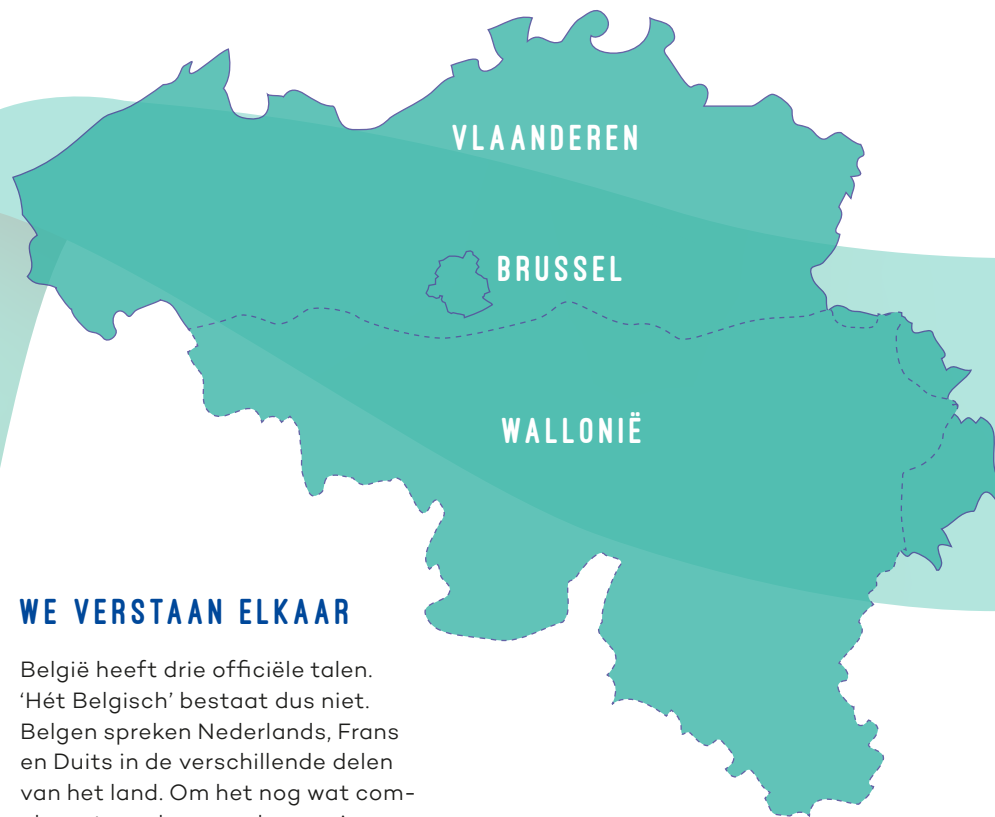 VLAANDEREN
BRUSSEL
WALLONIË
WE VERSTAAN ELKAAR
België heeft drie officiële talen.
‘Hét Belgisch’ bestaat dus niet.
Belgen spreken Nederlands, Frans
en Duits in de verschillende delen
van het land. Om het nog wat com-